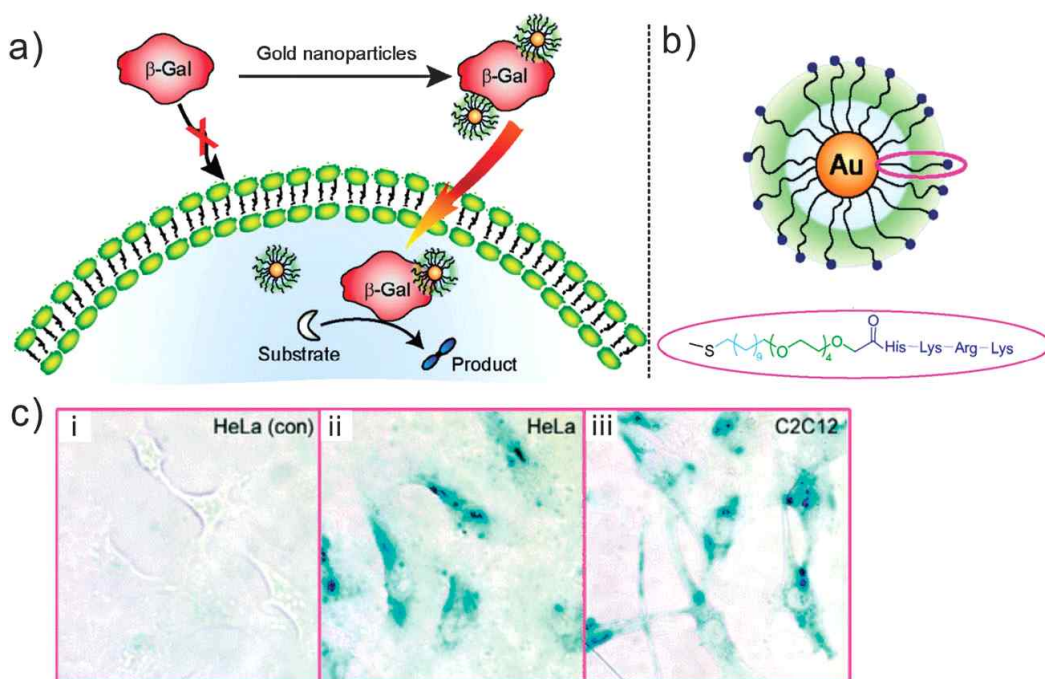 a)
β-Gal
Gold nanoparticles
β-Gal
β-Gal
Substrate
Product
b)
Au
S
9
O
4
O
O
His-Lys-Arg-Lys
c)
i
HeLa (con)
ii
HeLa
iii
C2C12